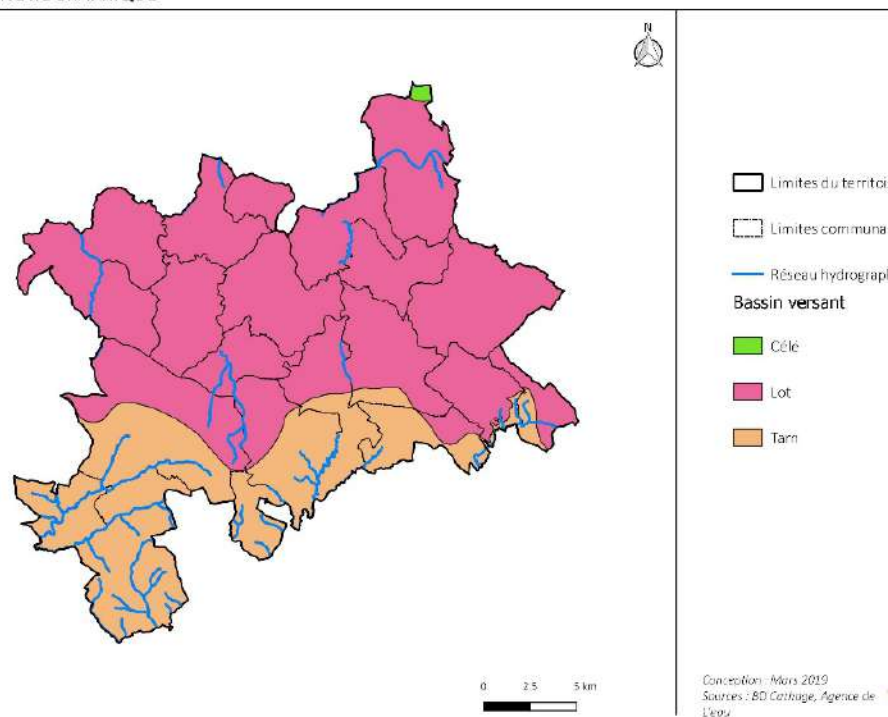 N
Limites du territoi
Limites communa
Réseau hydrograph
Bassin versant
Célé
Lot
Tarn
0 2.5 5 km
Conception : Mars 2019
Sources : BD Carthage, Agence de
L'eau